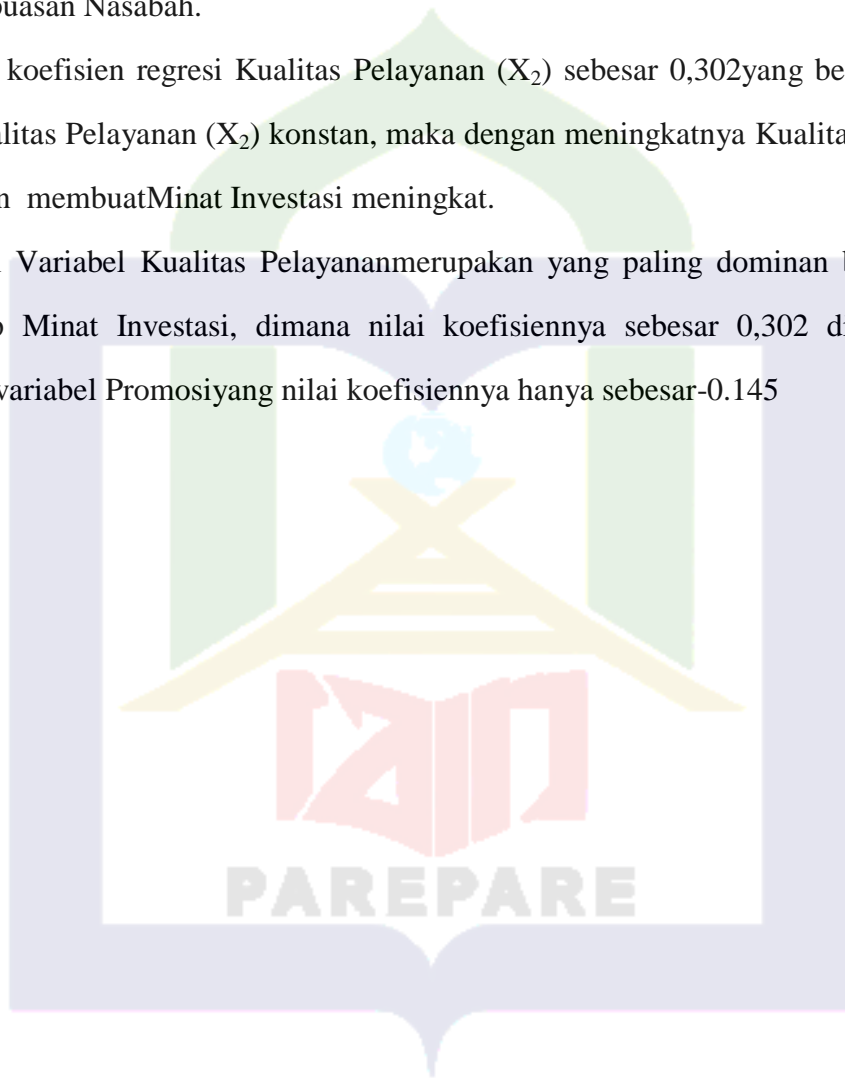 puasan Nasabah.
koefisien regresi Kualitas Pelayanan (X₂) sebesar 0,302yang be
alitas Pelayanan (X₂) konstan, maka dengan meningkatnya Kualita
n membuatMinat Investasi meningkat.
Variabel Kualitas Pelayananmerupakan yang paling dominan b
Minat Investasi, dimana nilai koefisiennya sebesar 0,302 di
variabel Promosiyang nilai koefisiennya hanya sebesar-0.145
iain
PAREPARE